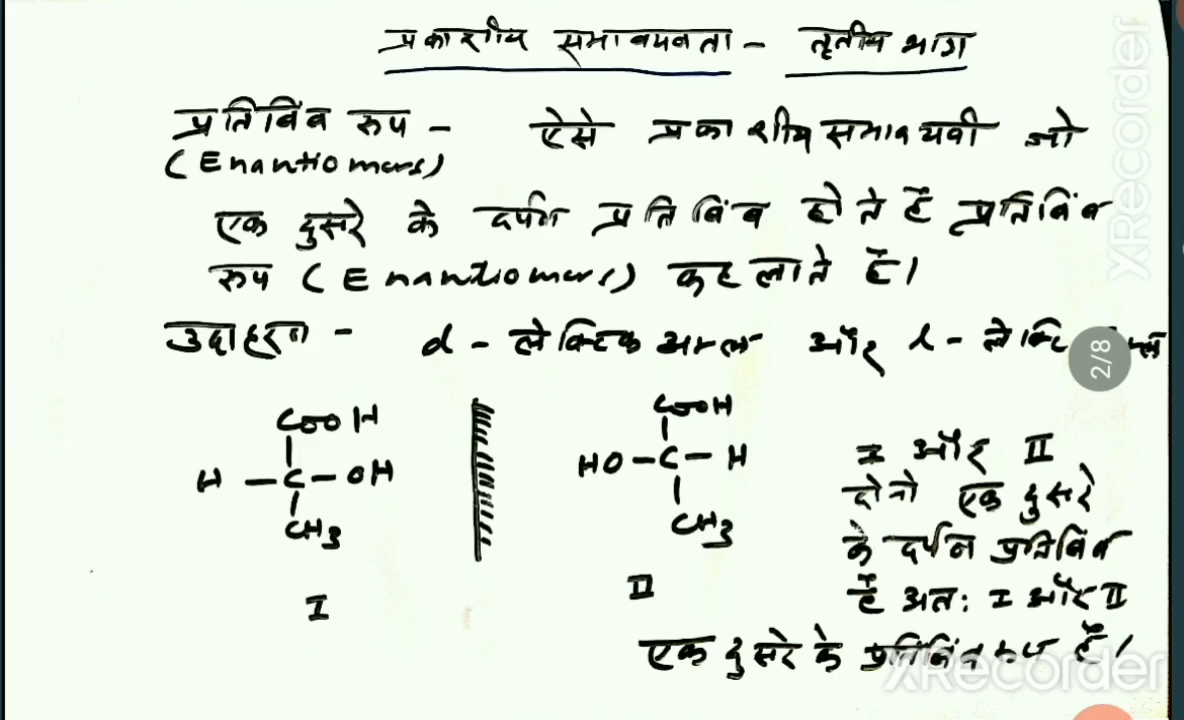 प्रकाशीय समावयवता - तृतीय भाग
प्रतिबिंब रूप - ऐसे प्रकाशीय समावयवी जो
(Enantiomers)
एक दुसरे के दर्पण प्रतिबिंब होते हैं प्रतिबिंब
रूप (Enantiomers) कहलाते हैं।
उदाहरण - d - लेक्टिक अम्ल और l - लेक्टि
2/8
COOH
H - C - OH
CH3
I
COOH
HO - C - H
CH3
II
I और II
दोनो एक दुसरे
के दर्पण प्रतिबिंब
हैं अतः I और II
एक दुसरे के प्रतिबिंब रूप हैं।
XRecorder
XRecorder